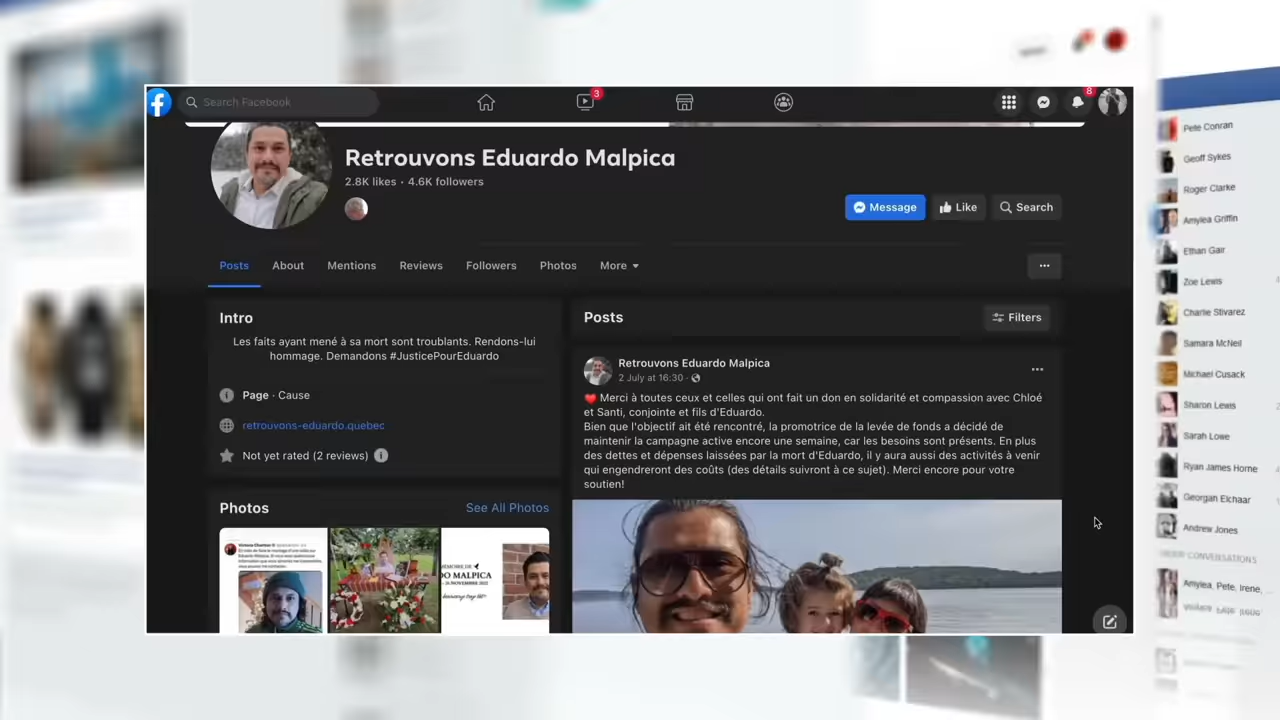 Search Facebook
3
8
Retrouvons Eduardo Malpica
2.8K likes · 4.6K followers
Message
Like
Search
Posts
About
Mentions
Reviews
Followers
Photos
More
Intro
Les faits ayant mené à sa mort sont troublants. Rendons-lui
hommage. Demandons #JusticePourEduardo
Page · Cause
retrouvons-eduardo.quebec
Not yet rated (2 reviews)
Photos
See All Photos
DO MALPICA
Posts
Filters
Retrouvons Eduardo Malpica
2 July at 16:30 ·
❤️ Merci à toutes ceux et celles qui ont fait un don en solidarité et compassion avec Chloé
et Santi, conjointe et fils d'Eduardo.
Bien que l'objectif ait été rencontré, la promotrice de la levée de fonds a décidé de
maintenir la campagne active encore une semaine, car les besoins sont présents. En plus
des dettes et dépenses laissées par la mort d'Eduardo, il y aura aussi des activités à venir
qui engendreront des coûts (des détails suivront à ce sujet). Merci encore pour votre
soutien!
Pete Conran
Geoff Sykes
Roger Clarke
Amylea Griffin
Ethan Gair
Zoe Lewis
Charlie Stivarez
Samara McNeil
Michael Cusack
Sharon Lewis
Sarah Lowe
Ryan James Horne
Georgan Elchaar
Andrew Jones
CONVERSATIONS
Amylea, Pete, Irene,